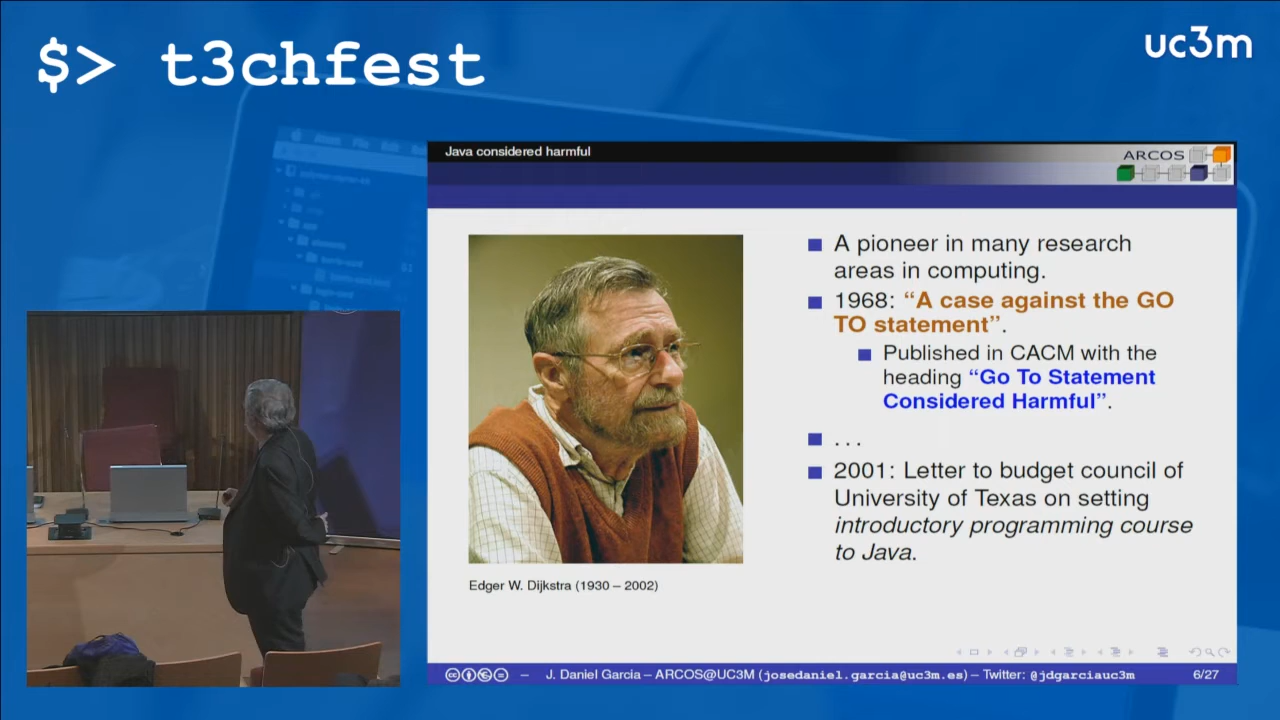 $> t3chfest
uc3m
Java considered harmful
ARCOS
A pioneer in many research
areas in computing.
1968: “A case against the GO
TO statement”.
Published in CACM with the
heading “Go To Statement
Considered Harmful”.
. . .
2001: Letter to budget council of
University of Texas on setting
introductory programming course
to Java.
Edger W. Dijkstra (1930 – 2002)
– J. Daniel Garcia – ARCOS@UC3M (josedaniel.garcia@uc3m.es) – Twitter: @jdgarciauc3m 6/27